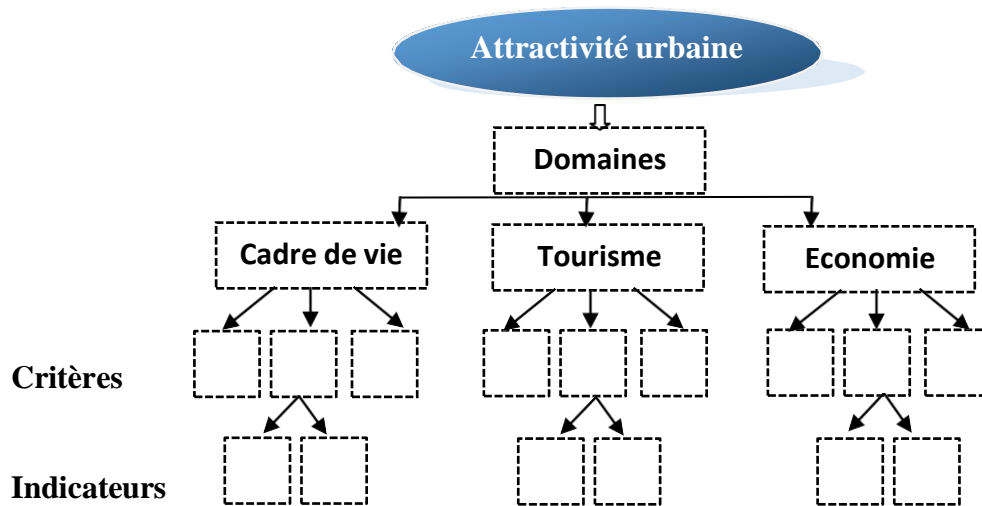 Attractivité urbaine
Domaines
Cadre de vie
Tourisme
Economie
Critères
Indicateurs